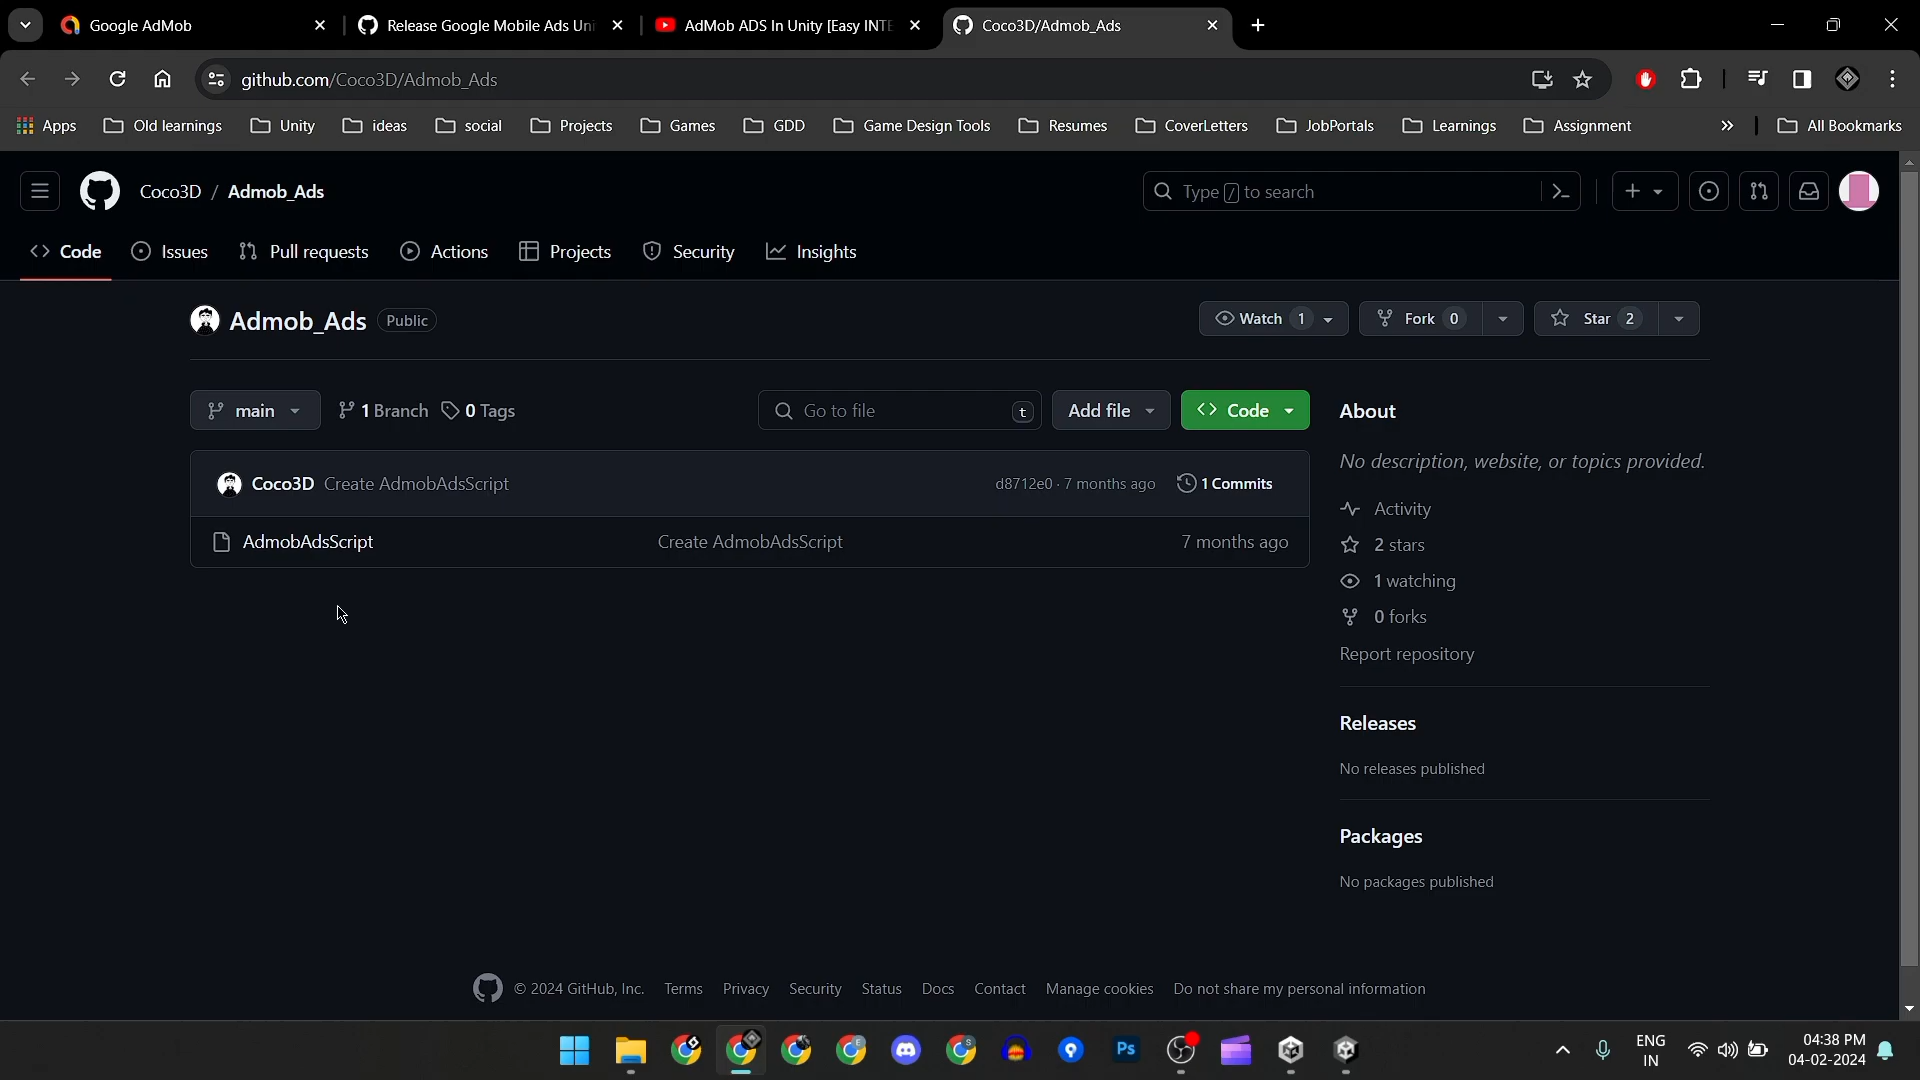 Google AdMob
Release Google Mobile Ads Uni
AdMob ADS In Unity [Easy INTE
Coco3D/Admob_Ads
github.com/Coco3D/Admob_Ads
Apps
Old learnings
Unity
ideas
social
Projects
Games
GDD
Game Design Tools
Resumes
CoverLetters
JobPortals
Learnings
Assignment
All Bookmarks
Coco3D / Admob_Ads
Type / to search
Code
Issues
Pull requests
Actions
Projects
Security
Insights
Admob_Ads Public
Watch 1
Fork 0
Star 2
main
1 Branch
0 Tags
Go to file t
Add file
Code
About
Coco3D Create AdmobAdsScript
d8712e0 · 7 months ago
1 Commits
AdmobAdsScript
Create AdmobAdsScript
7 months ago
No description, website, or topics provided.
Activity
2 stars
1 watching
0 forks
Report repository
Releases
No releases published
Packages
No packages published
© 2024 GitHub, Inc.
Terms
Privacy
Security
Status
Docs
Contact
Manage cookies
Do not share my personal information
E
S
Ps
ENG
IN
04:38 PM
04-02-2024